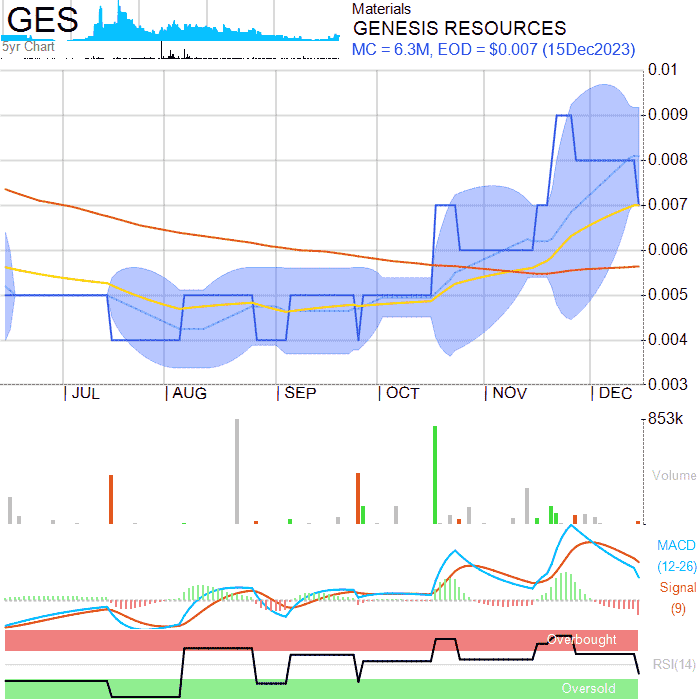 GES
5yr Chart
Materials
GENESIS RESOURCES
MC = 6.3M, EOD = $0.007 (15Dec2023)
0.01
0.009
0.008
0.007
0.006
0.005
0.004
0.003
JUL AUG SEP OCT NOV DEC
853k
Volume
MACD
(12-26)
Signal
(9)
Overbought
RSI(14)
Oversold